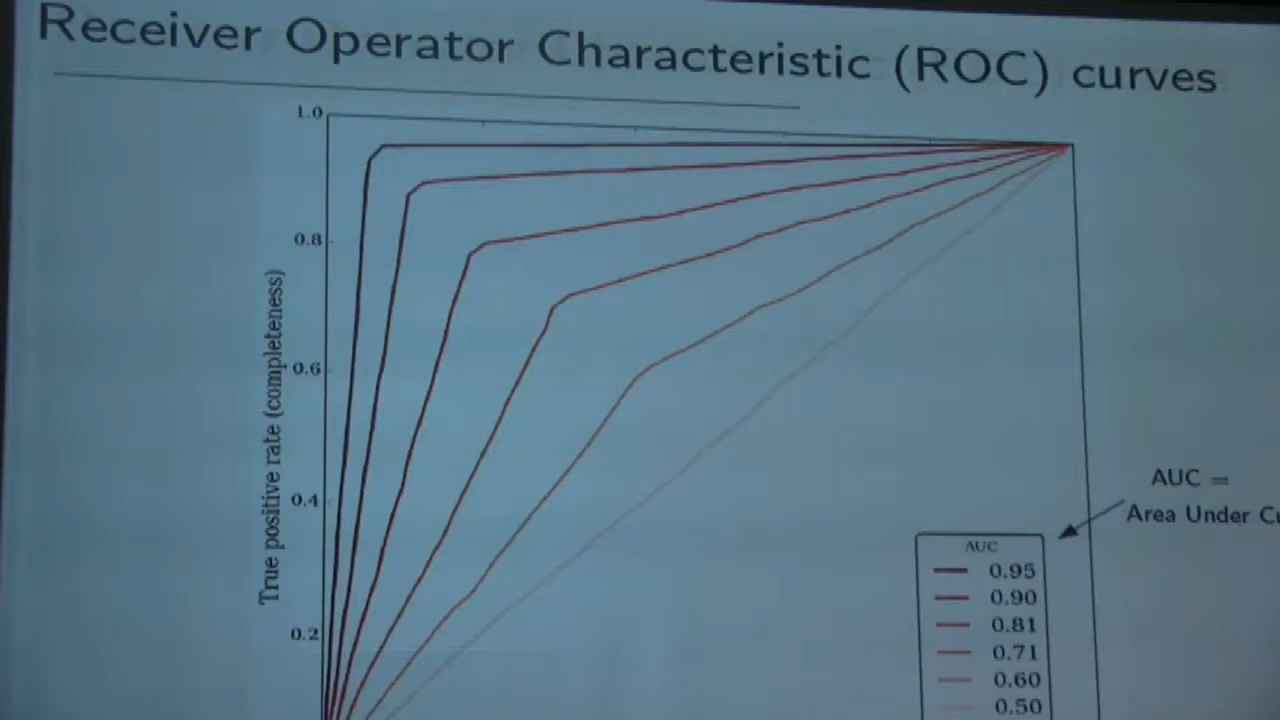 Receiver Operator Characteristic (ROC) curves
1.0
0.8
0.6
0.4
0.2
True positive rate (completeness)
AUC =
Area Under
AUC
0.95
0.90
0.81
0.71
0.60
0.50